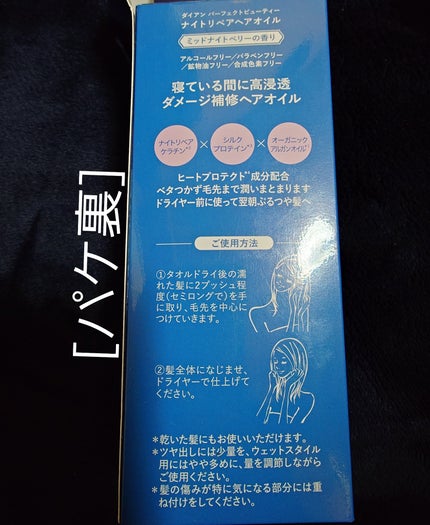 ダイアン パーフェクトビューティー
ナイトリペアヘアオイル
ミッドナイトベリーの香り
アルコールフリー/パラベンフリー
/鉱物油フリー/合成色素フリー
寝ている間に高浸透
ダメージ補修ヘアオイル
ナイトリペア
ケラチン*²
×
シルク
プロテイン*³
×
オーガニック
アルガンオイル*
ヒートプロテクト*成分配合
ベタつかず毛先まで潤いまとまります
ドライヤー前に使って翌朝ぷるつや髪へ
ご使用方法
①タオルドライ後の濡
れた髪に2プッシュ程
度(セミロングで)を手
に取り、毛先を中心に
つけていきます。
②髪全体になじませ、
ドライヤーで仕上げて
ください。
*乾いた髪にもお使いいただけます。
*ツヤ出しには少量を、ウェットスタイル
用にはやや多めに、量を調節しながら
ご使用ください。
*髪の傷みが特に気になる部分には重
ね付けをしてください。
[パケ裏]